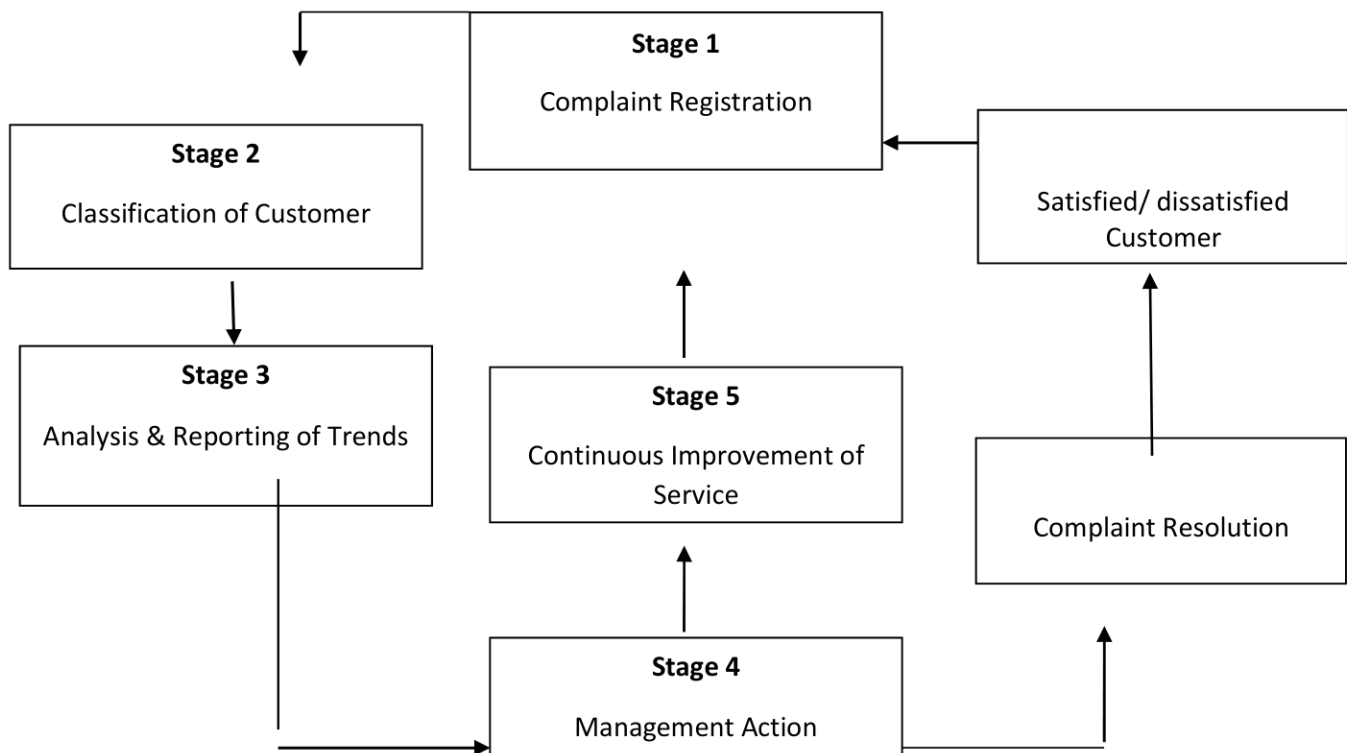 Stage 1
Complaint Registration
Stage 2
Classification of Customer
Satisfied/ dissatisfied
Customer
Stage 3
Analysis & Reporting of Trends
Stage 5
Continuous Improvement of
Service
Complaint Resolution
Stage 4
Management Action